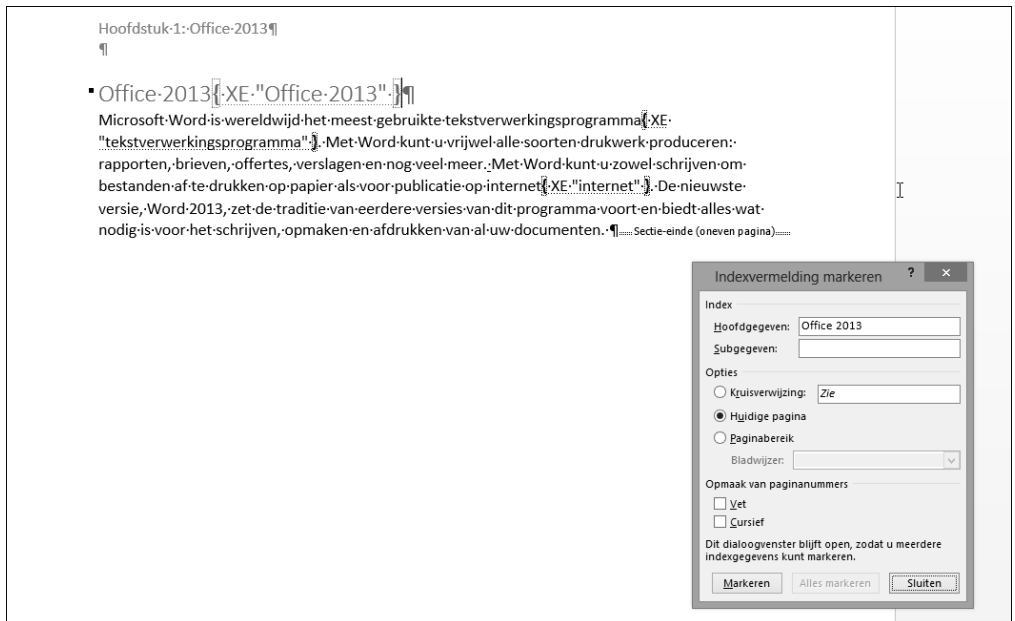 Hoofdstuk·1:·Office·2013¶
¶
Office·2013{·XE·"Office·2013"·}¶
Microsoft·Word·is·wereldwijd·het·meest·gebruikte·tekstverwerkingsprogramma{·XE·
"tekstverwerkingsprogramma"·}.·Met·Word·kunt·u·vrijwel·alle·soorten·drukwerk·produceren:·
rapporten,·brieven,·offertes,·verslagen·en·nog·veel·meer.·Met·Word·kunt·u·zowel·schrijven·om·
bestanden·af·te·drukken·op·papier·als·voor·publicatie·op·internet{·XE·"internet"·}.·De·nieuwste·
versie,·Word·2013,·zet·de·traditie·van·eerdere·versies·van·dit·programma·voort·en·biedt·alles·wat·
nodig·is·voor·het·schrijven,·opmaken·en·afdrukken·van·al·uw·documenten.·¶ Sectie-einde (oneven pagina)
Indexvermelding markeren ? ×
Index
Hoofdgegeven: Office 2013
Subgegeven:
Opties
Kruisverwijzing: Zie
Huidige pagina
Paginabereik
Bladwijzer:
Opmaak van paginanummers
Vet
Cursief
Dit dialoogvenster blijft open, zodat u meerdere
indexgegevens kunt markeren.
Markeren Alles markeren Sluiten